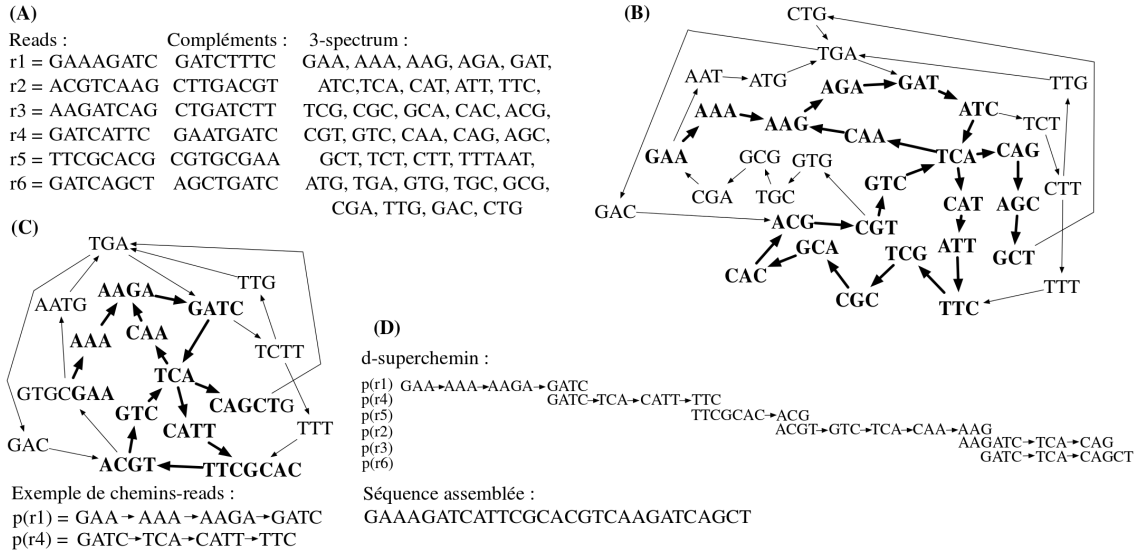 (A)
Reads : Compléments : 3-spectrum :
r1 = GAAAGATC GATCTTTC GAA, AAA, AAG, AGA, GAT,
r2 = ACGTCAAG CTTGACGT ATC,TCA, CAT, ATT, TTC,
r3 = AAGATCAG CTGATCTT TCG, CGC, GCA, CAC, ACG,
r4 = GATCATTC GAATGATC CGT, GTC, CAA, CAG, AGC,
r5 = TTCGCACG CGTGCGAA GCT, TCT, CTT, TTTAAT,
r6 = GATCAGCT AGCTGATC ATG, TGA, GTG, TGC, GCG,
CGA, TTG, GAC, CTG
(B)
CTG
TGA
AAT ATG TTG
AGA GAT
AAA ATC
AAG TCT
CAA
GAA GCG GTG TCA CAG
CGA TGC GTC CTT
GAC CAT AGC
ACG CGT
GCA TCG ATT GCT
CAC
CGC TTC TTT
(C)
TGA
TTG
AAGA
AATG GATC
CAA
AAA
TCTT
TCA
GTGCGAA
GTC CAGCTG
CATT TTT
GAC
ACGT TTCGCAC
Exemple de chemins-reads :
p(r1) = GAA AAA AAGA GATC
p(r4) = GATC TCA CATT TTC
(D)
d-superchemin :
p(r1) GAA AAA AAGA GATC
p(r4) GATC TCA CATT TTC
p(r5) TTCGCAC ACG
p(r2) ACGT GTC TCA CAA AAG
p(r3) AAGATC TCA CAG
p(r6) GATC TCA CAGCT
Séquence assemblée :
GAAAGATCATTCGCACGTCAAGATCAGCT